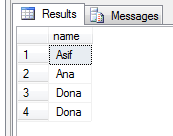 Results Messages
name
1 Asif
2 Ana
3 Dona
4 Dona